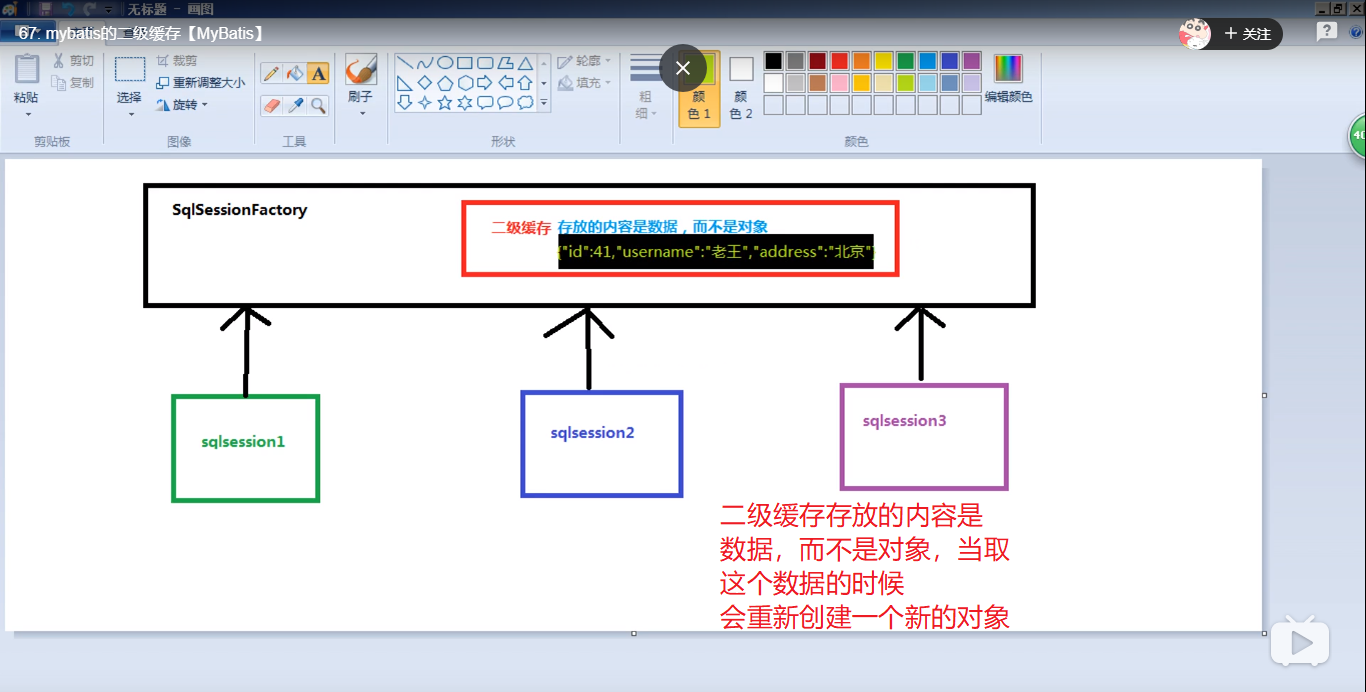 无标题 - 画图
67: mybatis的二级缓存【MyBatis】
+ 关注
粘贴
剪切
复制
剪贴板
选择
裁剪
重新调整大小
旋转
图像
A
工具
刷子
轮廓
填充
形状
粗
细
颜
色 1
颜
色 2
编辑颜色
颜色
40
SqlSessionFactory
二级缓存 存放的内容是数据，而不是对象
{"id":41,"username":"老王","address":"北京"}
sqlsession1
sqlsession2
sqlsession3
二级缓存存放的内容是
数据，而不是对象，当取
这个数据的时候
会重新创建一个新的对象